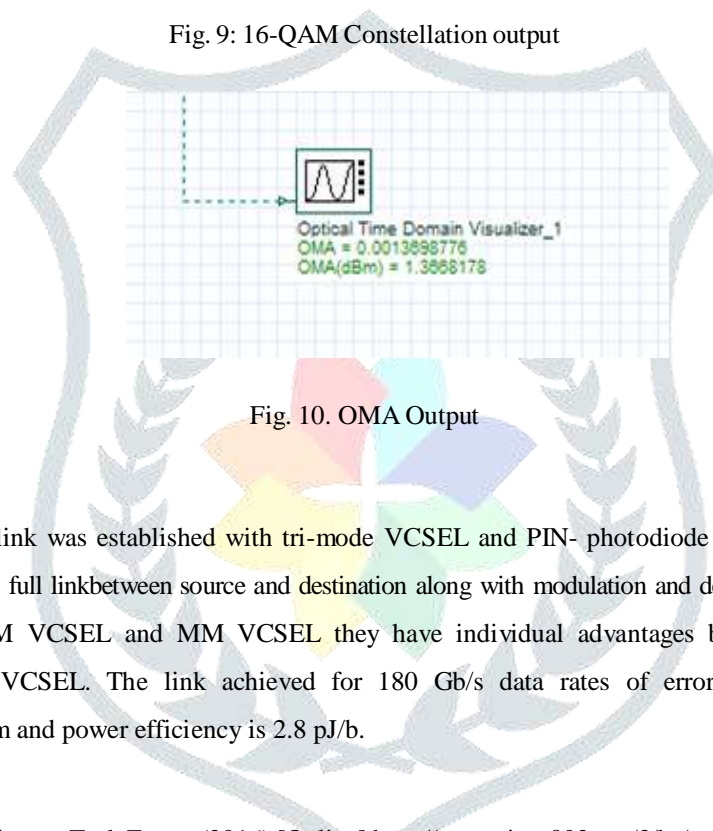 Fig. 9: 16-QAM Constellation output
Optical Time Domain Visualizer_1
OMA = 0.0013698776
OMA(dBm) = 1.3668178
Fig. 10. OMA Output
link was established with tri-mode VCSEL and PIN- photodiode
full linkbetween source and destination along with modulation and
VCSEL and MM VCSEL they have individual advantages
VCSEL. The link achieved for 180 Gb/s data rates of error
and power efficiency is 2.8 pJ/b.